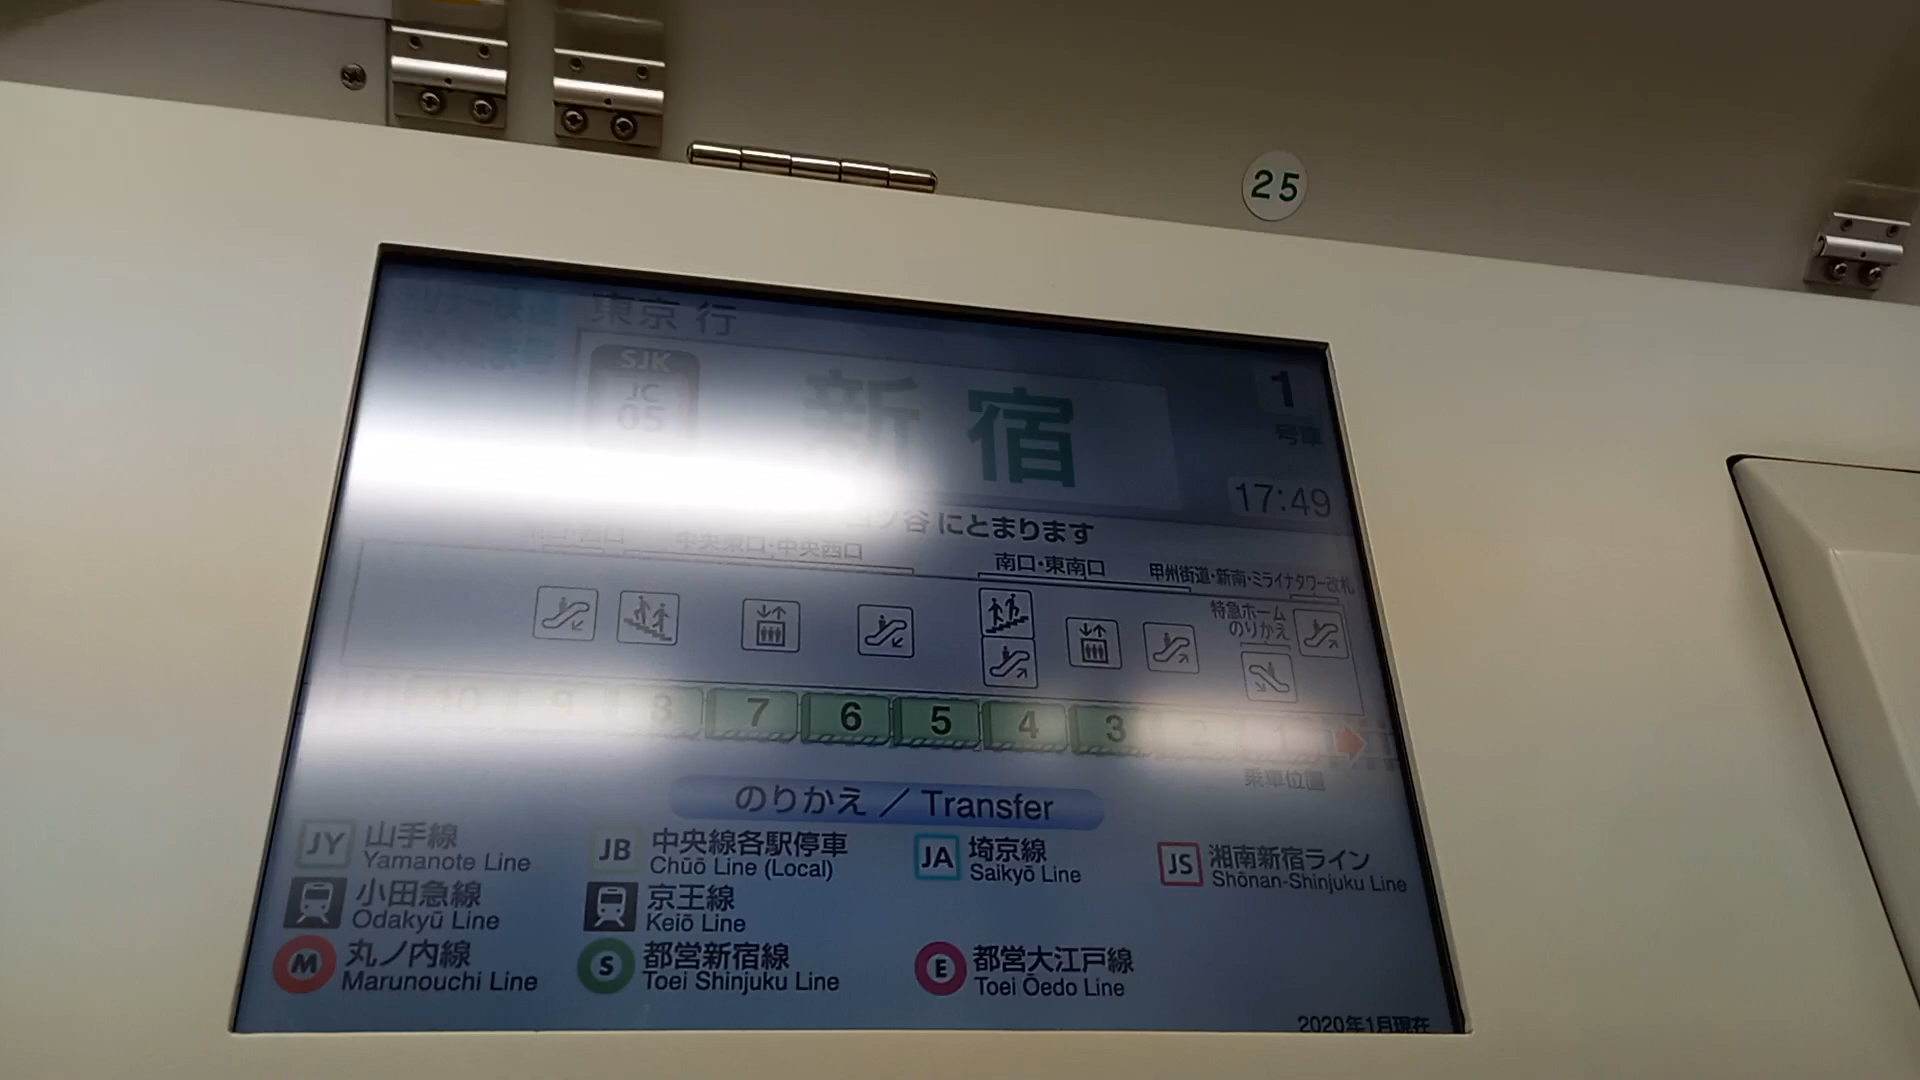 25
東京 行
SJK
JC
05
新宿
1
号車
17:49
谷 にとまります
中央東口・中央西口
南口・東南口
甲州街道・新南・ミライナタワー改札
特急ホーム
のりかえ
10 9 8 7 6 5 4 3 2 1
乗車位置
のりかえ ／ Transfer
JY 山手線
Yamanote Line
JB 中央線各駅停車
Chūō Line (Local)
JA 埼京線
Saikyō Line
JS 湘南新宿ライン
Shōnan-Shinjuku Line
小田急線
Odakyū Line
京王線
Keiō Line
M 丸ノ内線
Marunouchi Line
S 都営新宿線
Toei Shinjuku Line
E 都営大江戸線
Toei Ōedo Line
2020年1月現在